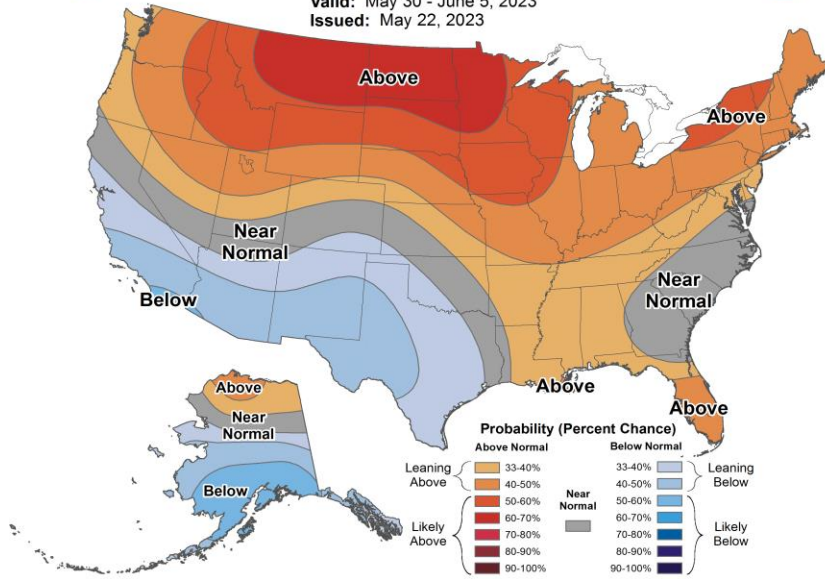 Valid: May 30 - June 5, 2023
Issued: May 22, 2023
Above
Above
Near
Normal
Near
Normal
Below
Above
Above
Above
Near
Normal
Below
Probability (Percent Chance)
Above Normal
Below Normal
Leaning
Above
33-40%
40-50%
50-60%
60-70%
70-80%
80-90%
90-100%
Likely
Above
Near
Normal
33-40%
40-50%
50-60%
60-70%
70-80%
80-90%
90-100%
Leaning
Below
Likely
Below